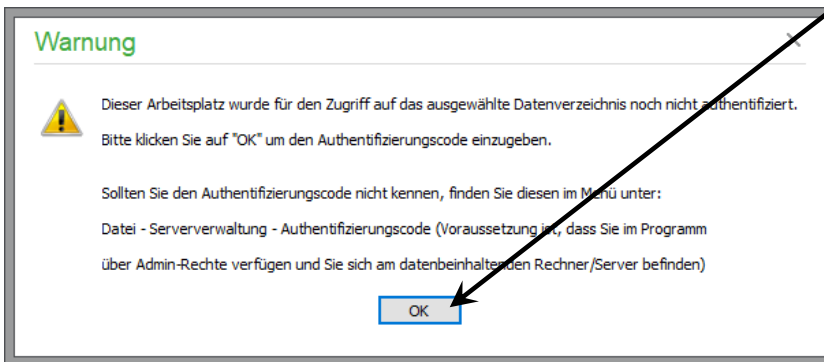 Warnung
Dieser Arbeitsplatz wurde für den Zugriff auf das ausgewählte Datenverzeichnis noch nicht authentifiziert.
Bitte klicken Sie auf "OK" um den Authentifizierungscode einzugeben.
Sollten Sie den Authentifizierungscode nicht kennen, finden Sie diesen im Menü unter:
Datei - Serververwaltung - Authentifizierungscode (Voraussetzung ist, dass Sie im Programm
über Admin-Rechte verfügen und Sie sich am datenbeinhaltenden Rechner/Server befinden)
OK